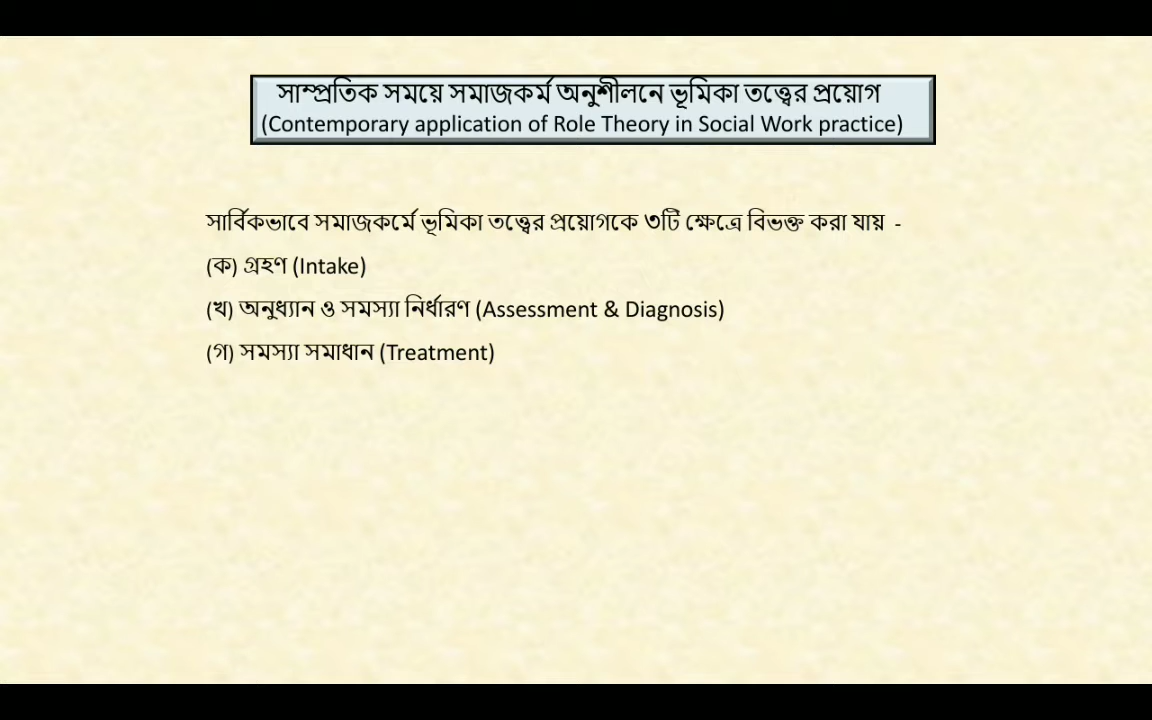 সাম্প্রতিক সময়ে সমাজকর্ম অনুশীলনে ভূমিকা তত্ত্বের প্রয়োগ
(Contemporary application of Role Theory in Social Work practice)
সার্বিকভাবে সমাজকর্মে ভূমিকা তত্ত্বের প্রয়োগকে ৩টি ক্ষেত্রে বিভক্ত করা যায় -
(ক) গ্রহণ (Intake)
(খ) অনুধ্যান ও সমস্যা নির্ধারণ (Assessment & Diagnosis)
(গ) সমস্যা সমাধান (Treatment)